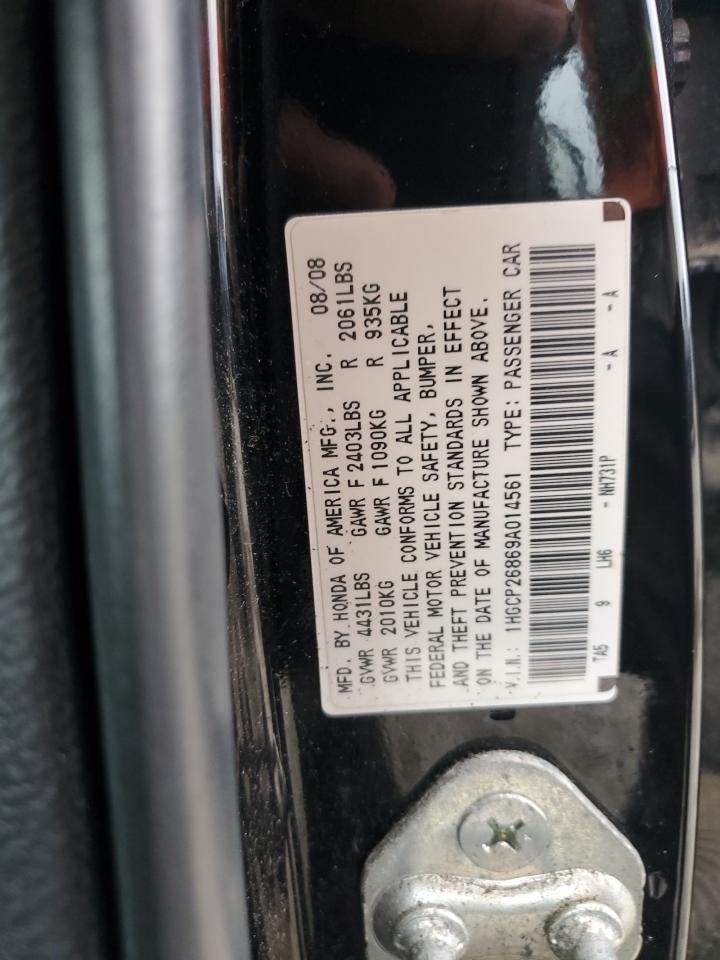 MFD. BY HONDA OF AMERICA MFG., INC. 08/08
GVWR 4431LBS GAWR F 2403LBS R 2061LBS
GVWR 2010KG GAWR F 1090KG R 935KG
THIS VEHICLE CONFORMS TO ALL APPLICABLE
FEDERAL MOTOR VEHICLE SAFETY, BUMPER,
AND THEFT PREVENTION STANDARDS IN EFFECT
ON THE DATE OF MANUFACTURE SHOWN ABOVE.
V.I.N.: 1HGCP26869A014561 TYPE: PASSENGER CAR
TA5 9 LH6 - NH731P - A - A